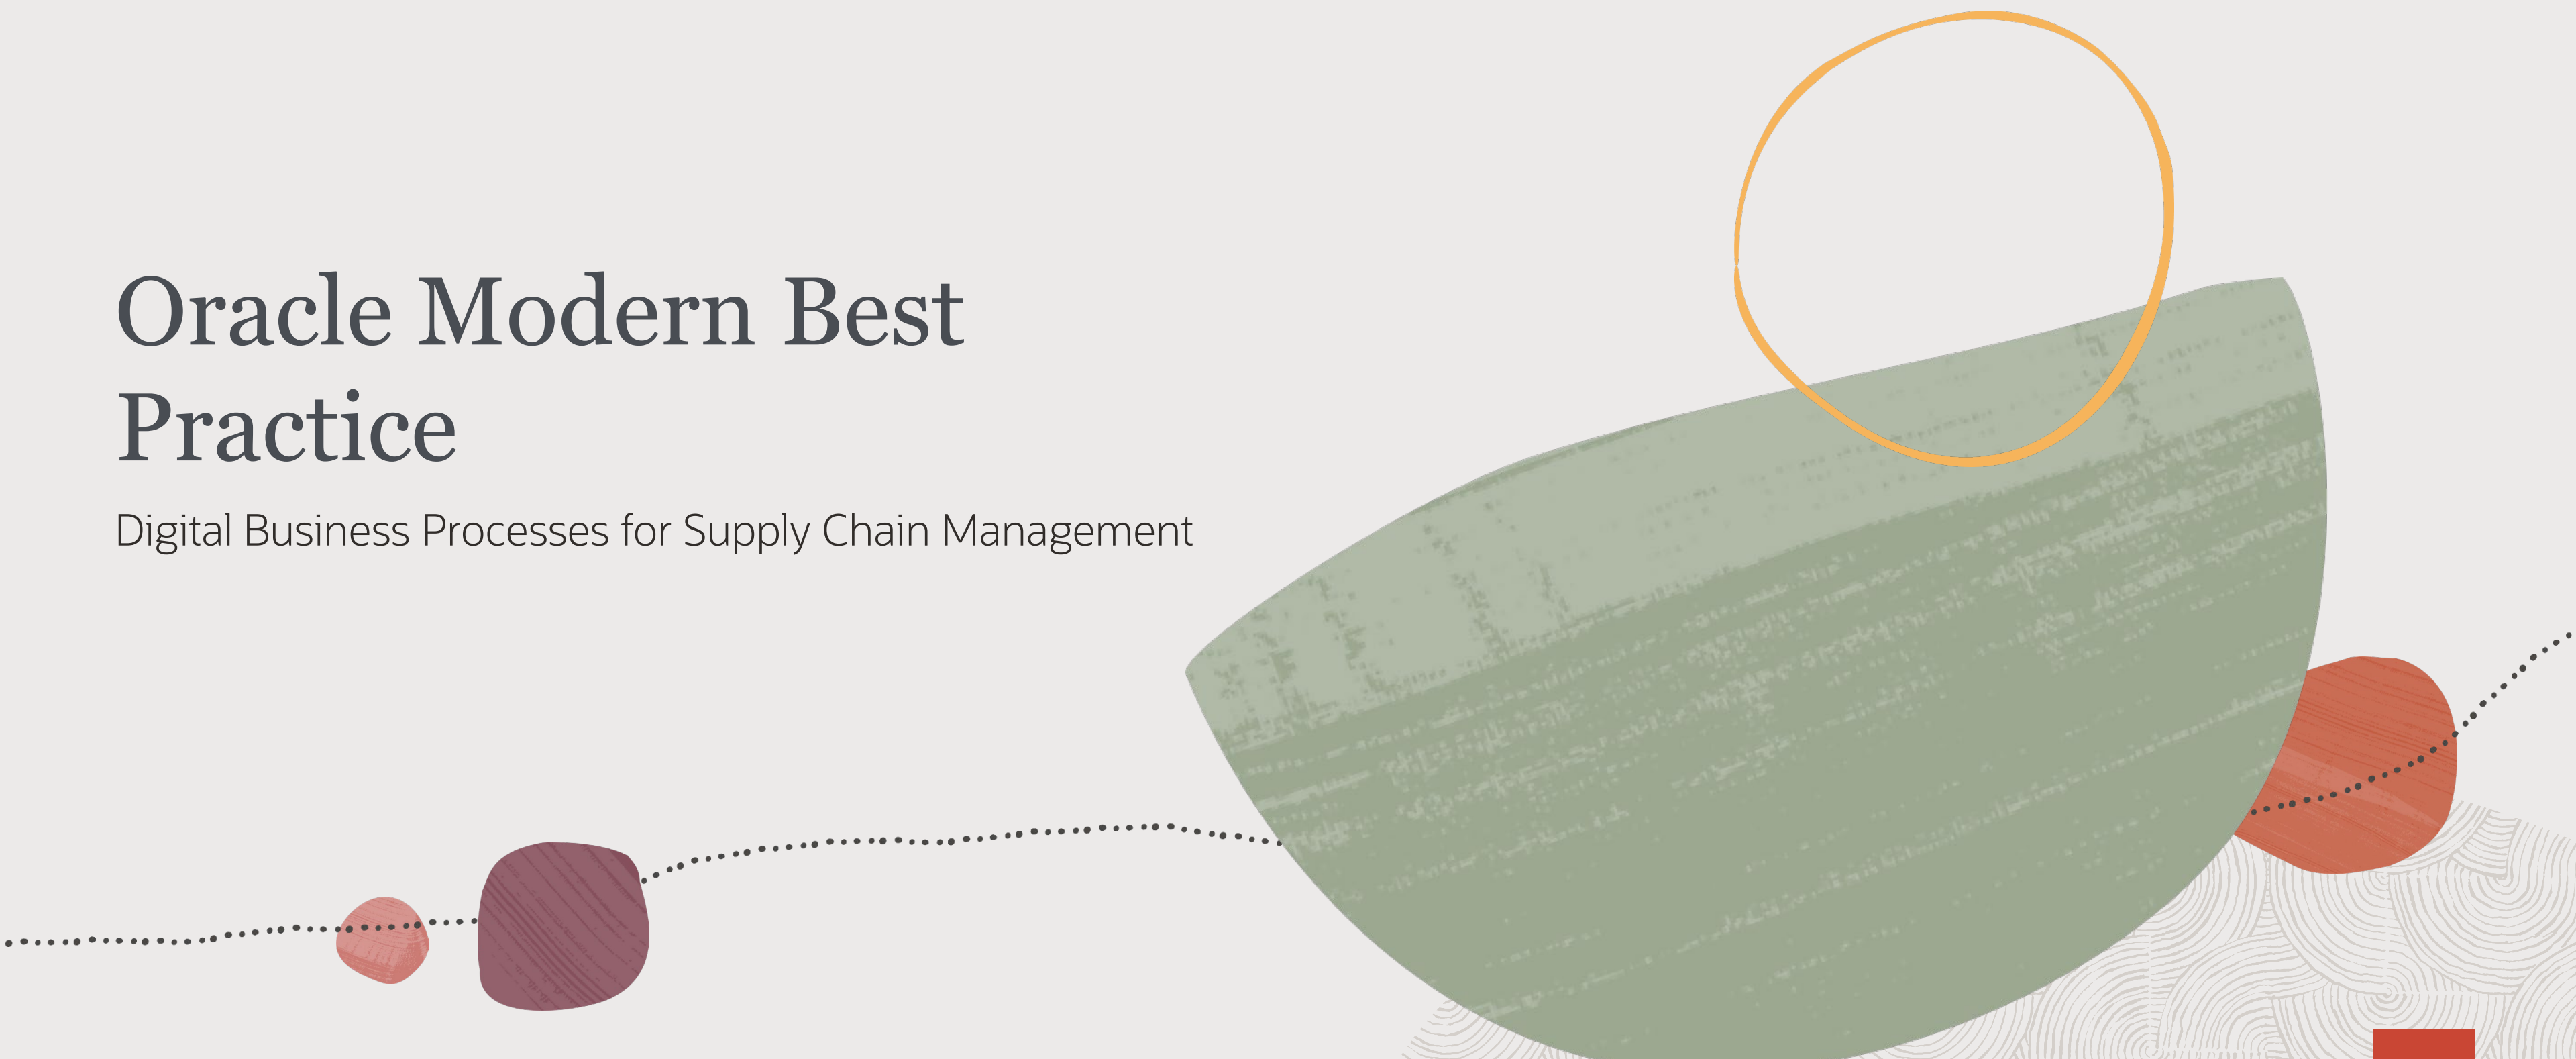 Oracle Modern Best
Practice
Digital Business Processes for Supply Chain Management